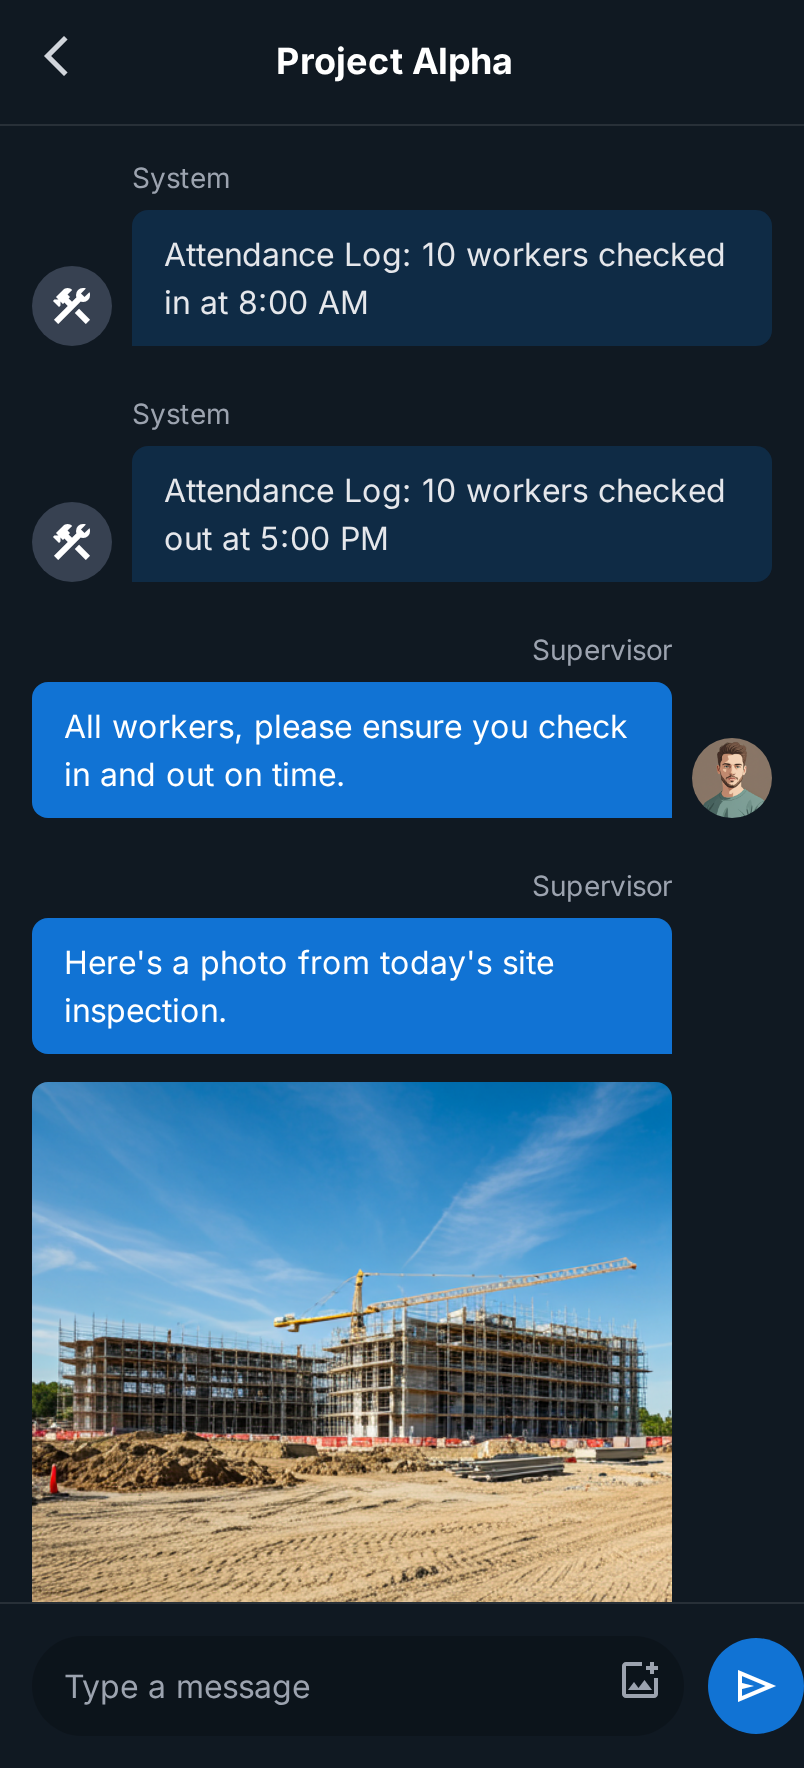 Project Alpha
System
Attendance Log: 10 workers checked
in at 8:00 AM
System
Attendance Log: 10 workers checked
out at 5:00 PM
Supervisor
All workers, please ensure you check
in and out on time.
Supervisor
Here's a photo from today's site
inspection.
Type a message